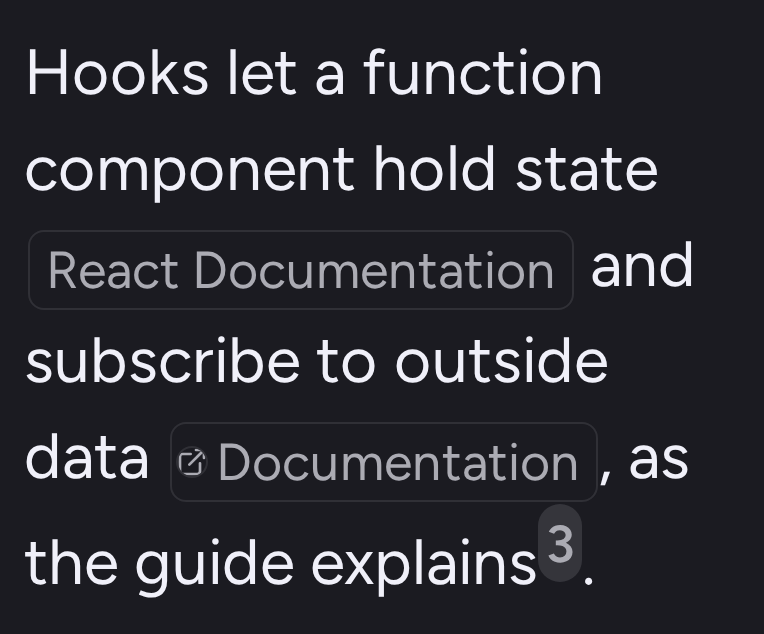 Hooks let a function
component hold state
React Documentation and
subscribe to outside
data Documentation, as
the guide explains3.